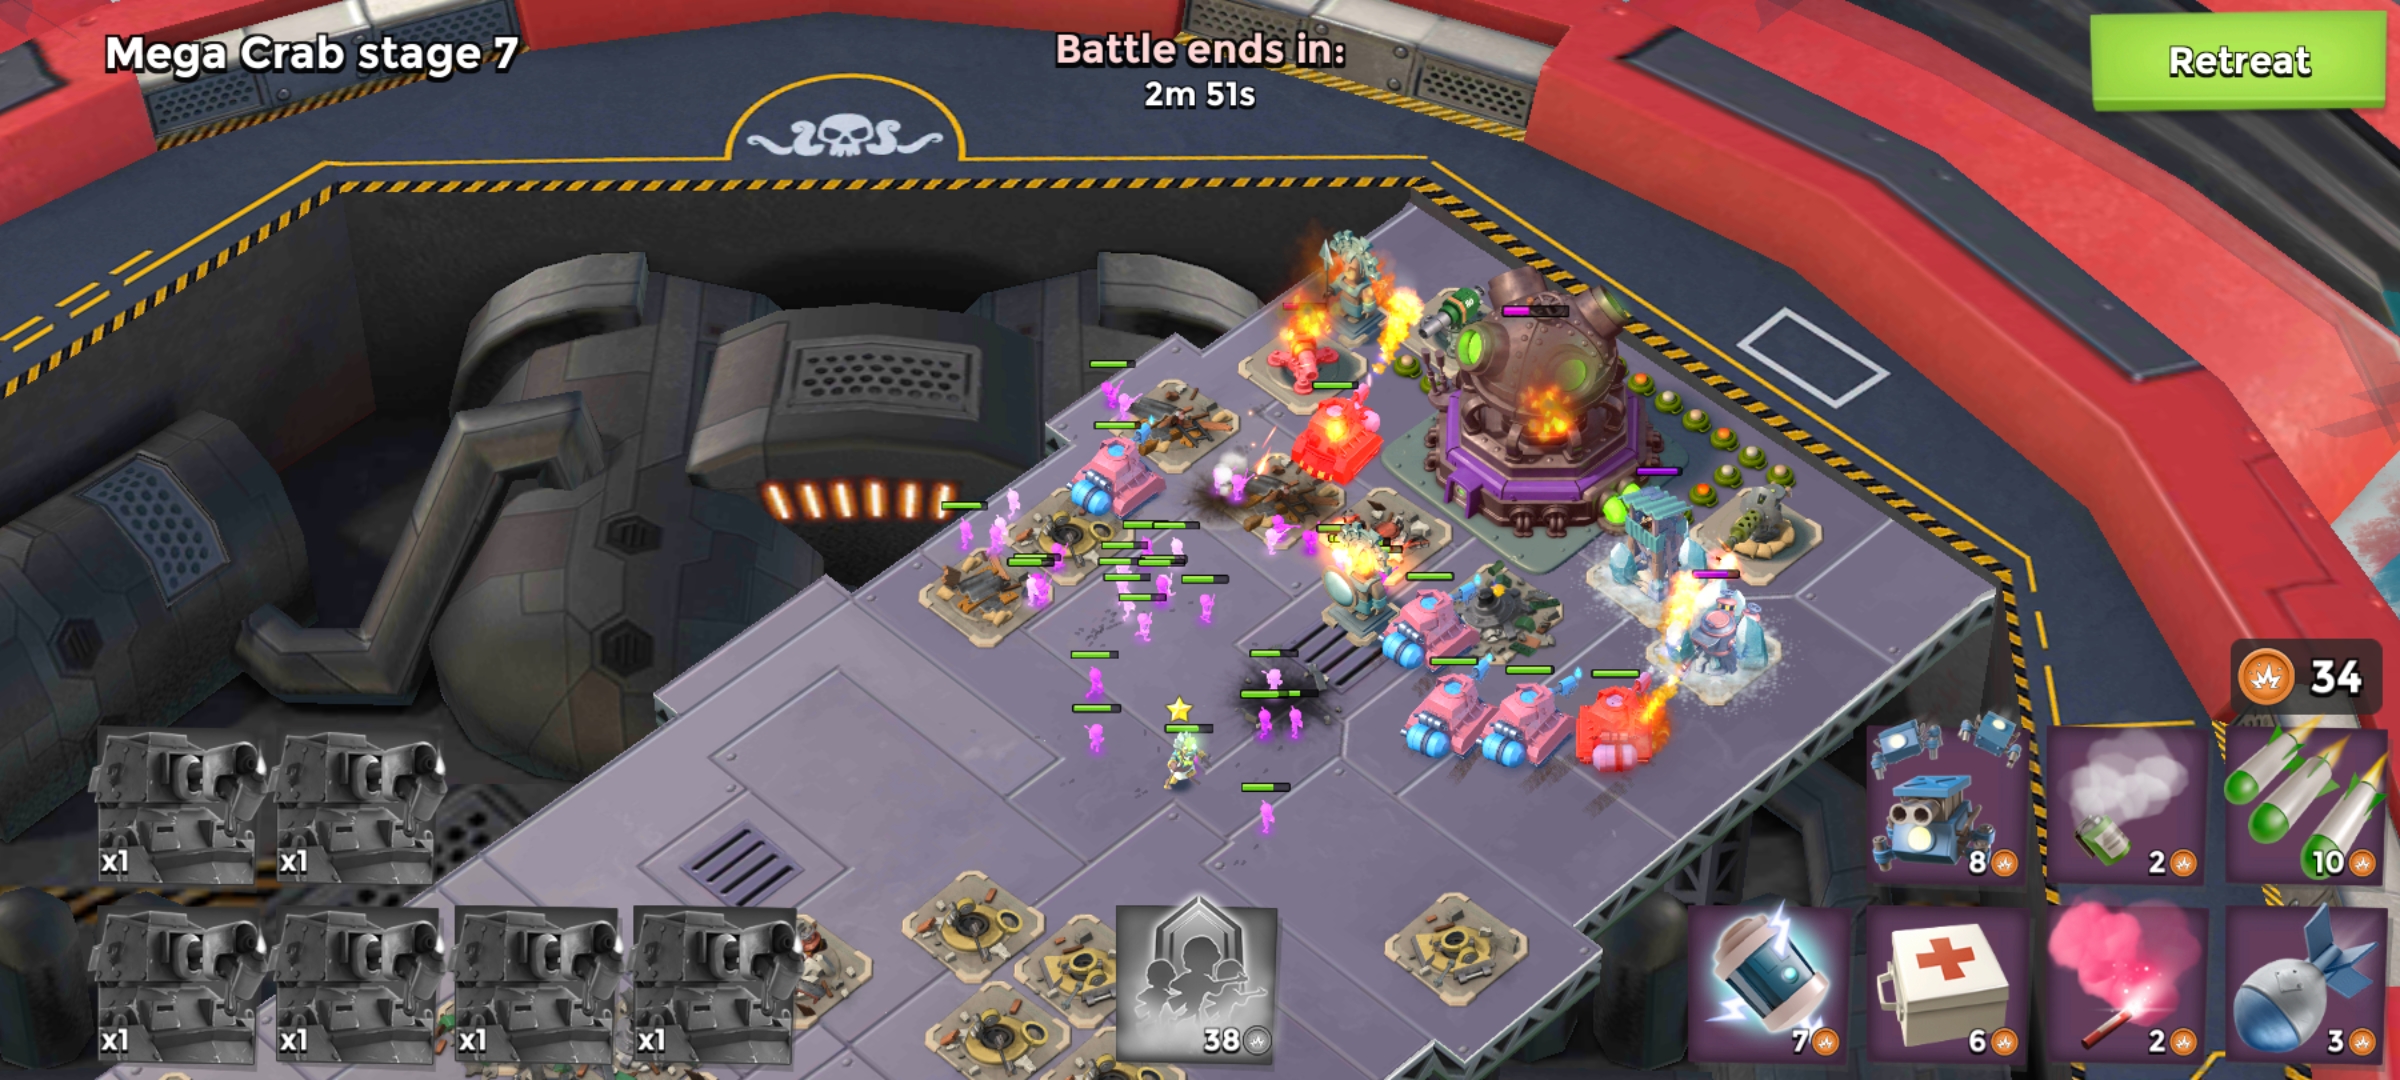 Mega Crab stage 7
Battle ends in:
2m 51s
Retreat
34
x1
x1
8
2
10
x1
x1
x1
x1
38
7
6
2
3